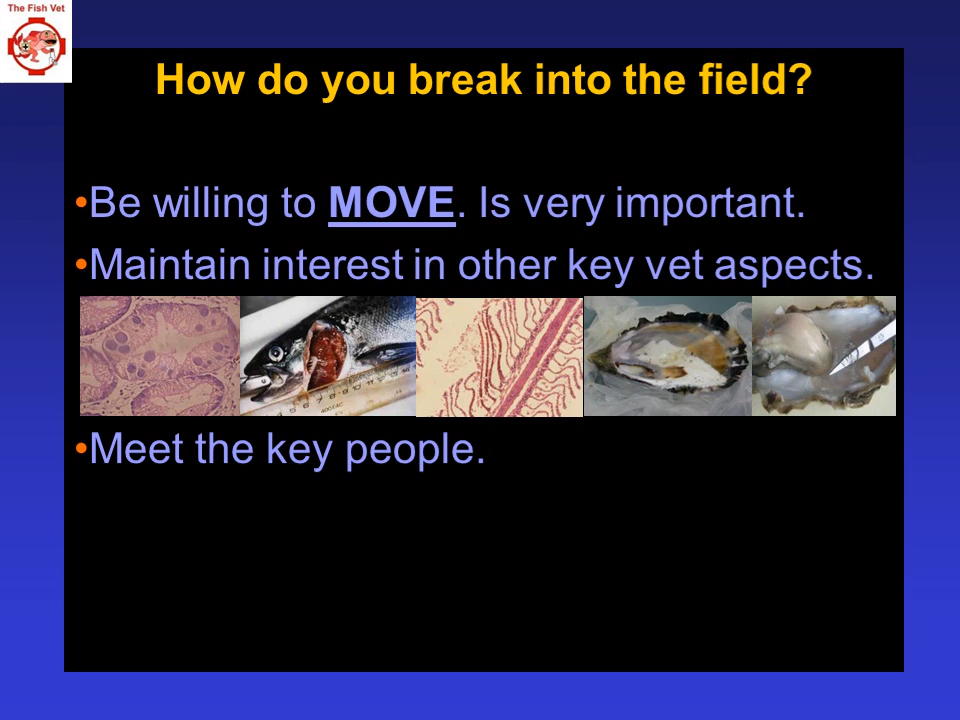 The Fish Vet
How do you break into the field?
•Be willing to MOVE. Is very important.
•Maintain interest in other key vet aspects.
•Meet the key people.